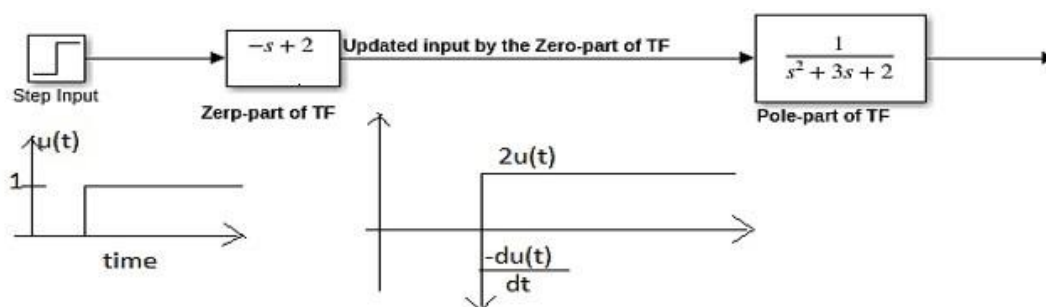 Step Input
-s + 2
Zerp-part of TF
Updated input by the Zero-part of TF
1
s² + 3s + 2
Pole-part of TF
μ(t)
1
time
2u(t)
-du(t)
dt